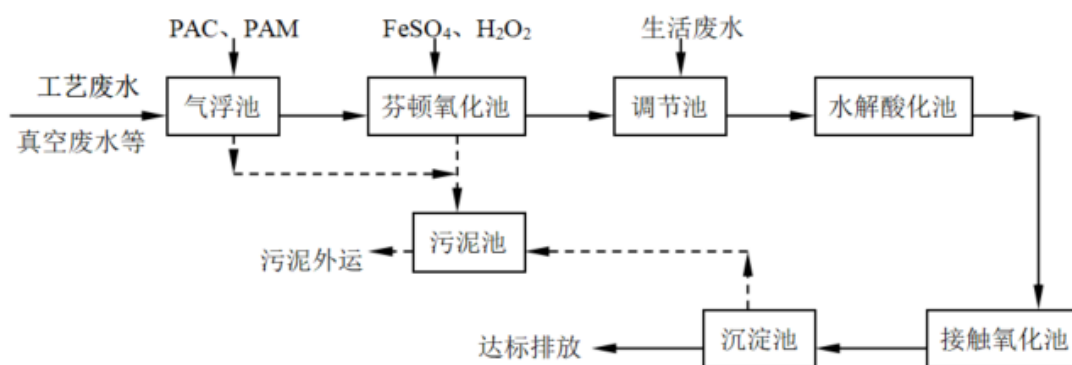 PAC、PAM
FeSO₄、H₂O₂
生活废水
工艺废水
真空废水等
气浮池
芬顿氧化池
调节池
水解酸化池
污泥池
污泥外运
达标排放
沉淀池
接触氧化池